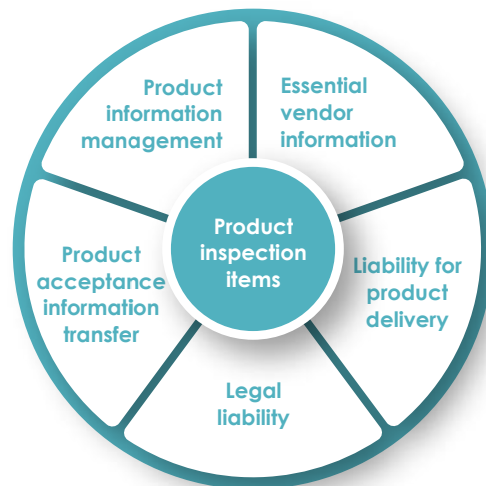 Product
information
management
Essential
vendor
information
Product
inspection
items
Product
acceptance
information
transfer
Liability for
product
delivery
Legal
liability